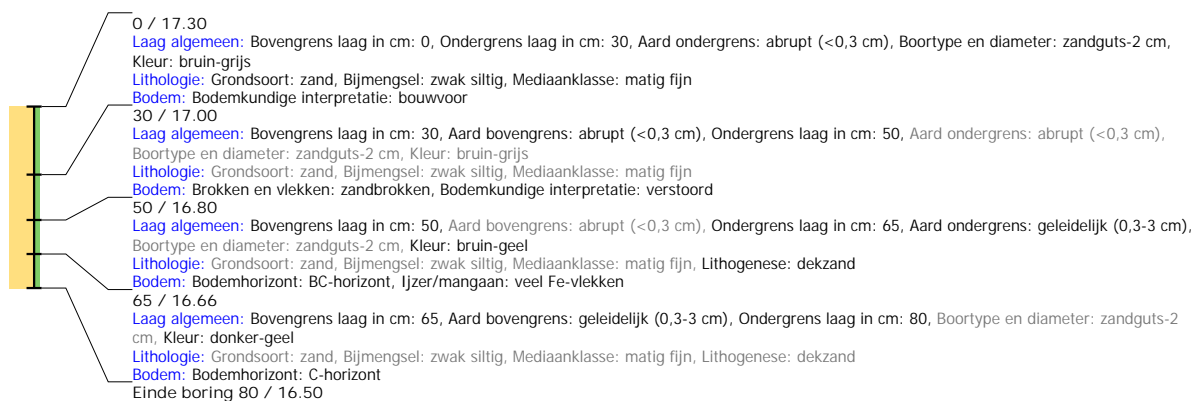 0 / 17.30
Laag algemeen: Bovengrens laag in cm: 0, Ondergrens laag in cm: 30, Aard ondergrens: abrupt (<0,3 cm), Boortype en diameter: zandguts-2 cm,
Kleur: bruin-grijs
Lithologie: Grondsoort: zand, Bijmengsel: zwak siltig, Mediaanklasse: matig fijn
Bodem: Bodemkundige interpretatie: bouwvoor
30 / 17.00
Laag algemeen: Bovengrens laag in cm: 30, Aard bovengrens: abrupt (<0,3 cm), Ondergrens laag in cm: 50, Aard ondergrens: abrupt (<0,3 cm),
Boortype en diameter: zandguts-2 cm, Kleur: bruin-grijs
Lithologie: Grondsoort: zand, Bijmengsel: zwak siltig, Mediaanklasse: matig fijn
Bodem: Brokken en vlekken: zandbrokken, Bodemkundige interpretatie: verstoord
50 / 16.80
Laag algemeen: Bovengrens laag in cm: 50, Aard bovengrens: abrupt (<0,3 cm), Ondergrens laag in cm: 65, Aard ondergrens: geleidelijk (0,3-3 cm),
Boortype en diameter: zandguts-2 cm, Kleur: bruin-geel
Lithologie: Grondsoort: zand, Bijmengsel: zwak siltig, Mediaanklasse: matig fijn, Lithogenese: dekzand
Bodem: Bodemhorizont: BC-horizont, Ijzer/mangaan: veel Fe-vlekken
65 / 16.66
Laag algemeen: Bovengrens laag in cm: 65, Aard bovengrens: geleidelijk (0,3-3 cm), Ondergrens laag in cm: 80, Boortype en diameter: zandguts-2
cm, Kleur: donker-geel
Lithologie: Grondsoort: zand, Bijmengsel: zwak siltig, Mediaanklasse: matig fijn, Lithogenese: dekzand
Bodem: Bodemhorizont: C-horizont
Einde boring 80 / 16.50